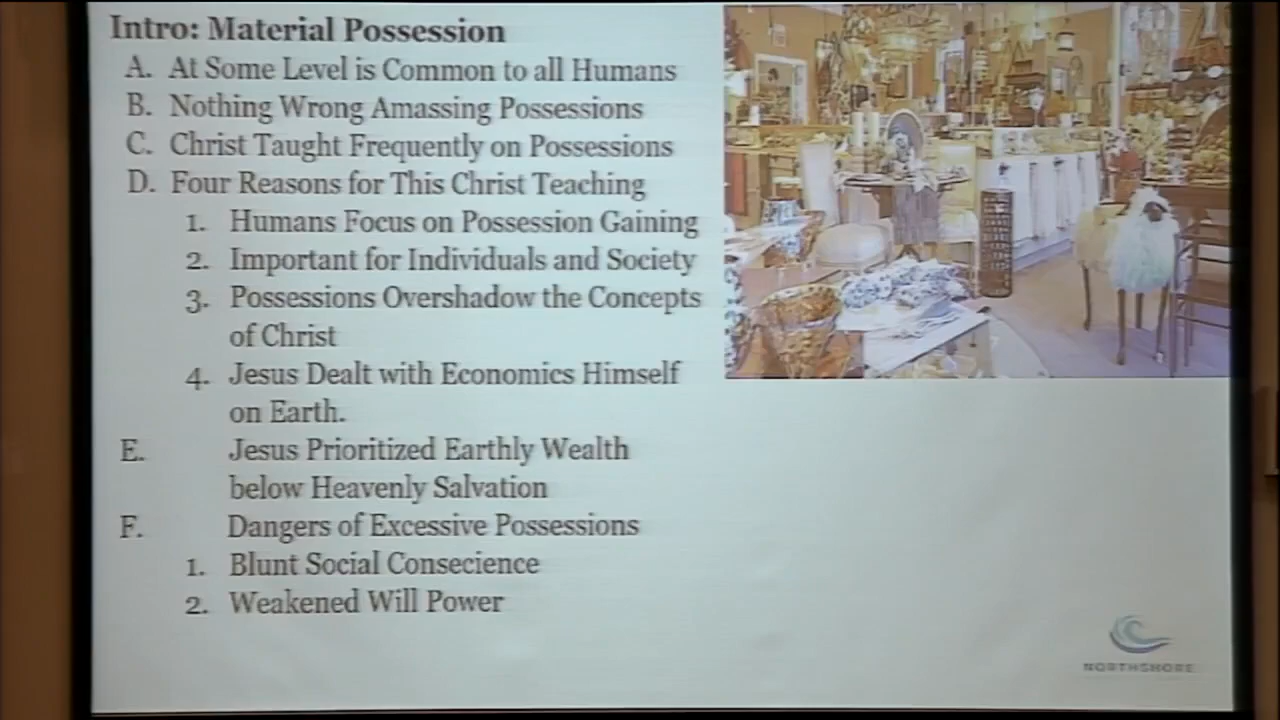 Intro: Material Possession
A. At Some Level is Common to all Humans
B. Nothing Wrong Amassing Possessions
C. Christ Taught Frequently on Possessions
D. Four Reasons for This Christ Teaching
1. Humans Focus on Possession Gaining
2. Important for Individuals and Society
3. Possessions Overshadow the Concepts
of Christ
4. Jesus Dealt with Economics Himself
on Earth.
E. Jesus Prioritized Earthly Wealth
below Heavenly Salvation
F. Dangers of Excessive Possessions
1. Blunt Social Consecience
2. Weakened Will Power
NORTHSHORE